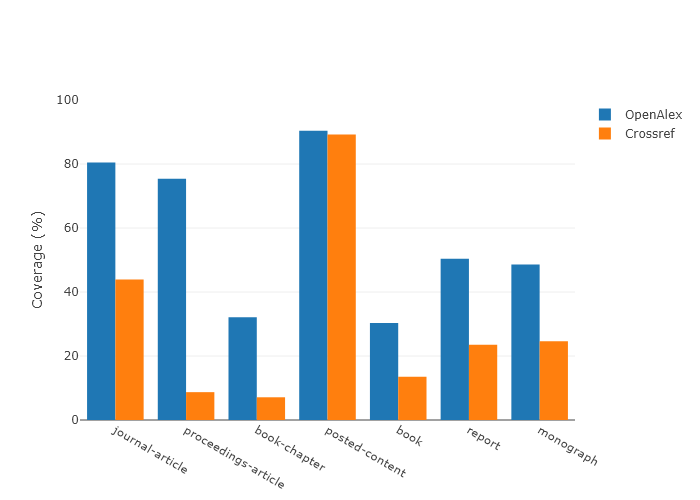 100
80
60
40
20
0
Coverage (%)
journal-article
proceedings-article
book-chapter
posted-content
book
report
monograph
OpenAlex
Crossref